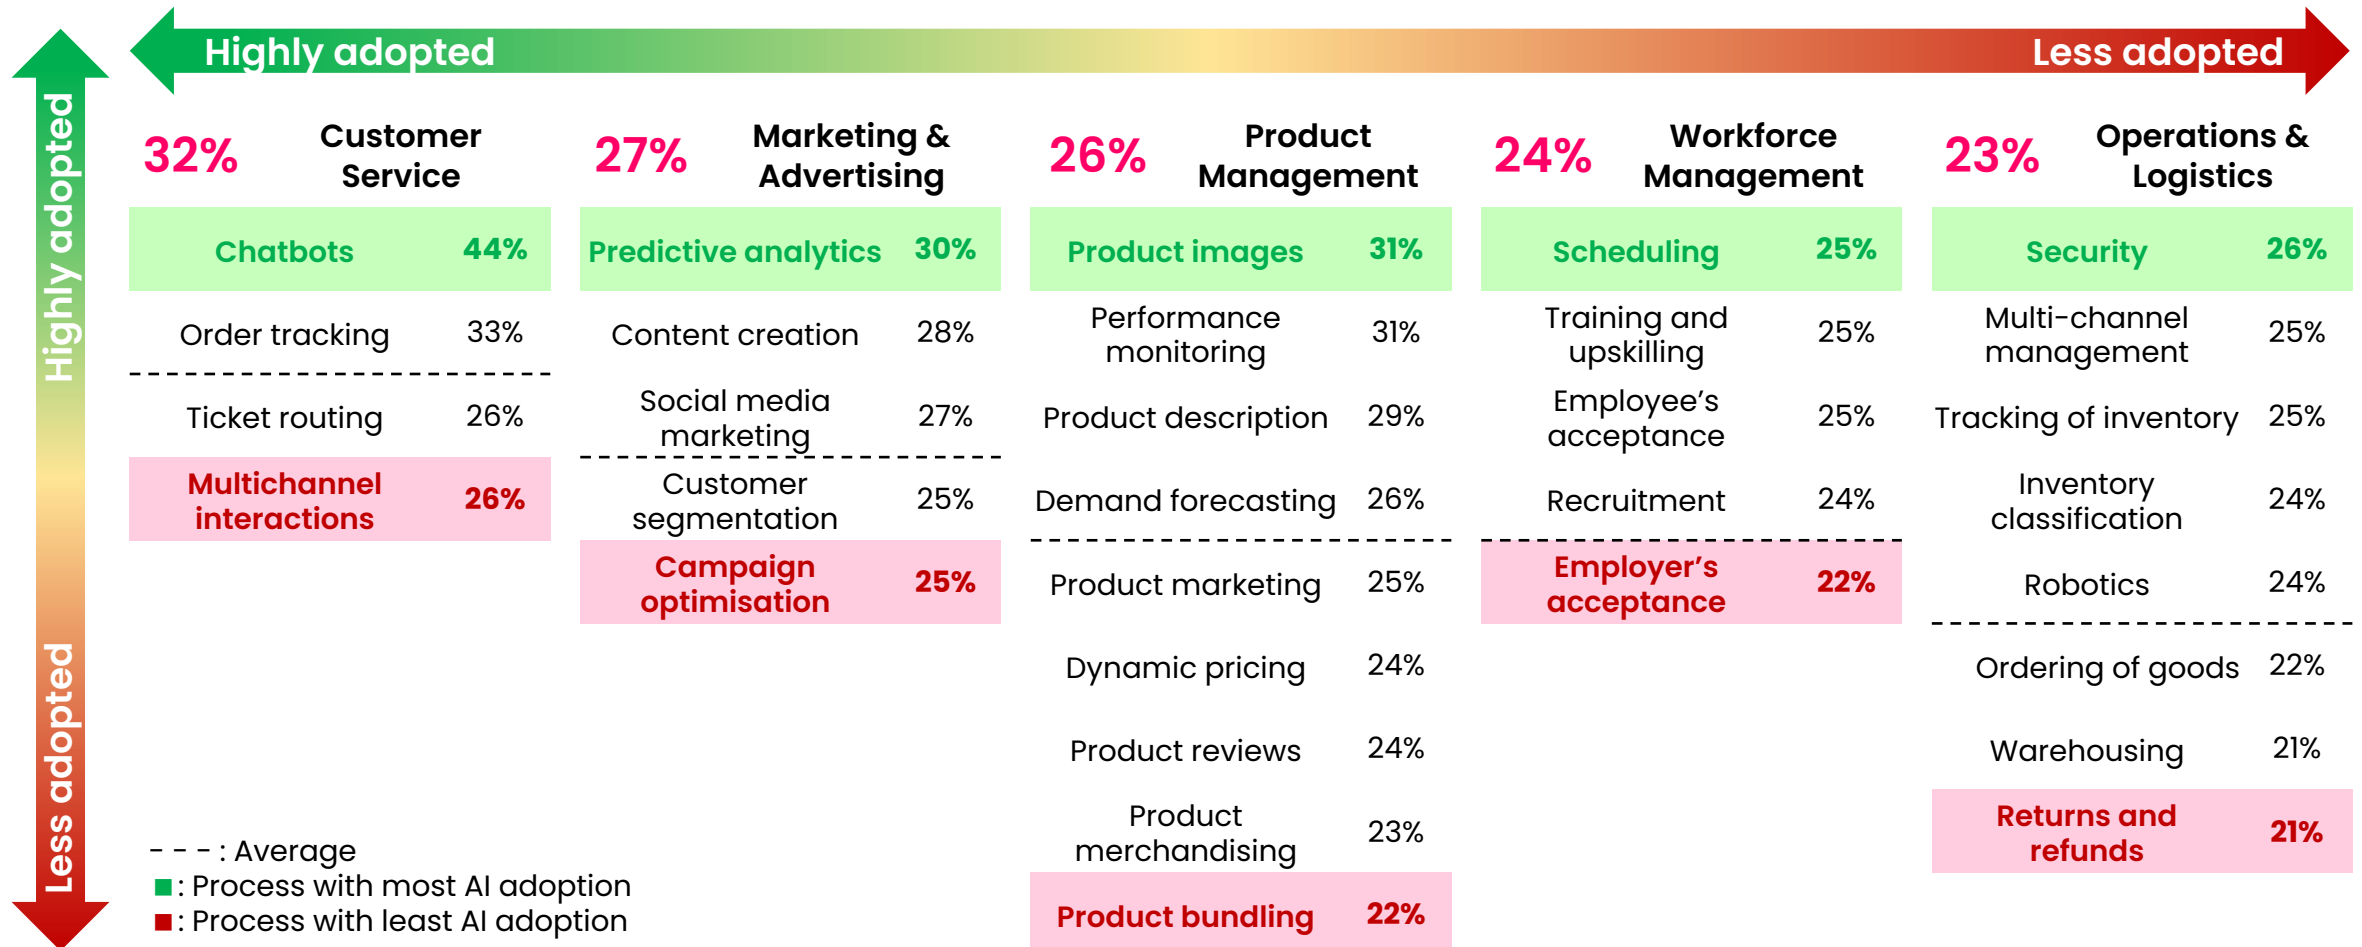 Highly adopted
Less adopted
Highly adopted
Less adopted
32%
Customer
Service
Chatbots 44%
Order tracking 33%
Ticket routing 26%
Multichannel
interactions
26%
27%
Marketing &
Advertising
Predictive analytics 30%
Content creation 28%
Social media
marketing
27%
Customer
segmentation
25%
Campaign
optimisation
25%
26%
Product
Management
Product images 31%
Performance
monitoring
31%
Product description 29%
Demand forecasting 26%
Product marketing 25%
Dynamic pricing 24%
Product reviews 24%
Product
merchandising
23%
Product bundling 22%
24%
Workforce
Management
Scheduling 25%
Training and
upskilling
25%
Employee’s
acceptance
25%
Recruitment 24%
Employer’s
acceptance
22%
23%
Operations &
Logistics
Security 26%
Multi-channel
management
25%
Tracking of inventory 25%
Inventory
classification
24%
Robotics 24%
Ordering of goods 22%
Warehousing 21%
Returns and
refunds
21%
- - - : Average
: Process with most AI adoption
: Process with least AI adoption